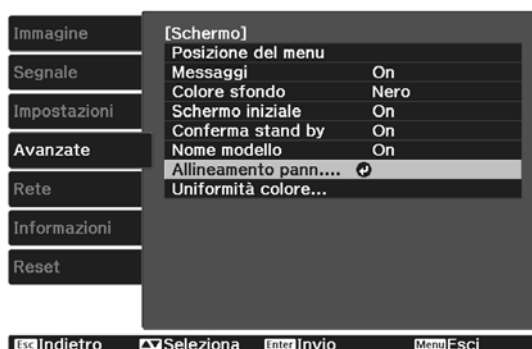 Immagine
Segnale
Impostazioni
Avanzate
Rete
Informazioni
Reset
[Schermo]
Posizione del menu
Messaggi On
Colore sfondo Nero
Schermo iniziale On
Conferma stand by On
Nome modello On
Allineamento pann....
Uniformità colore...
Esc Indietro Seleziona Enter Invio Menu Esci